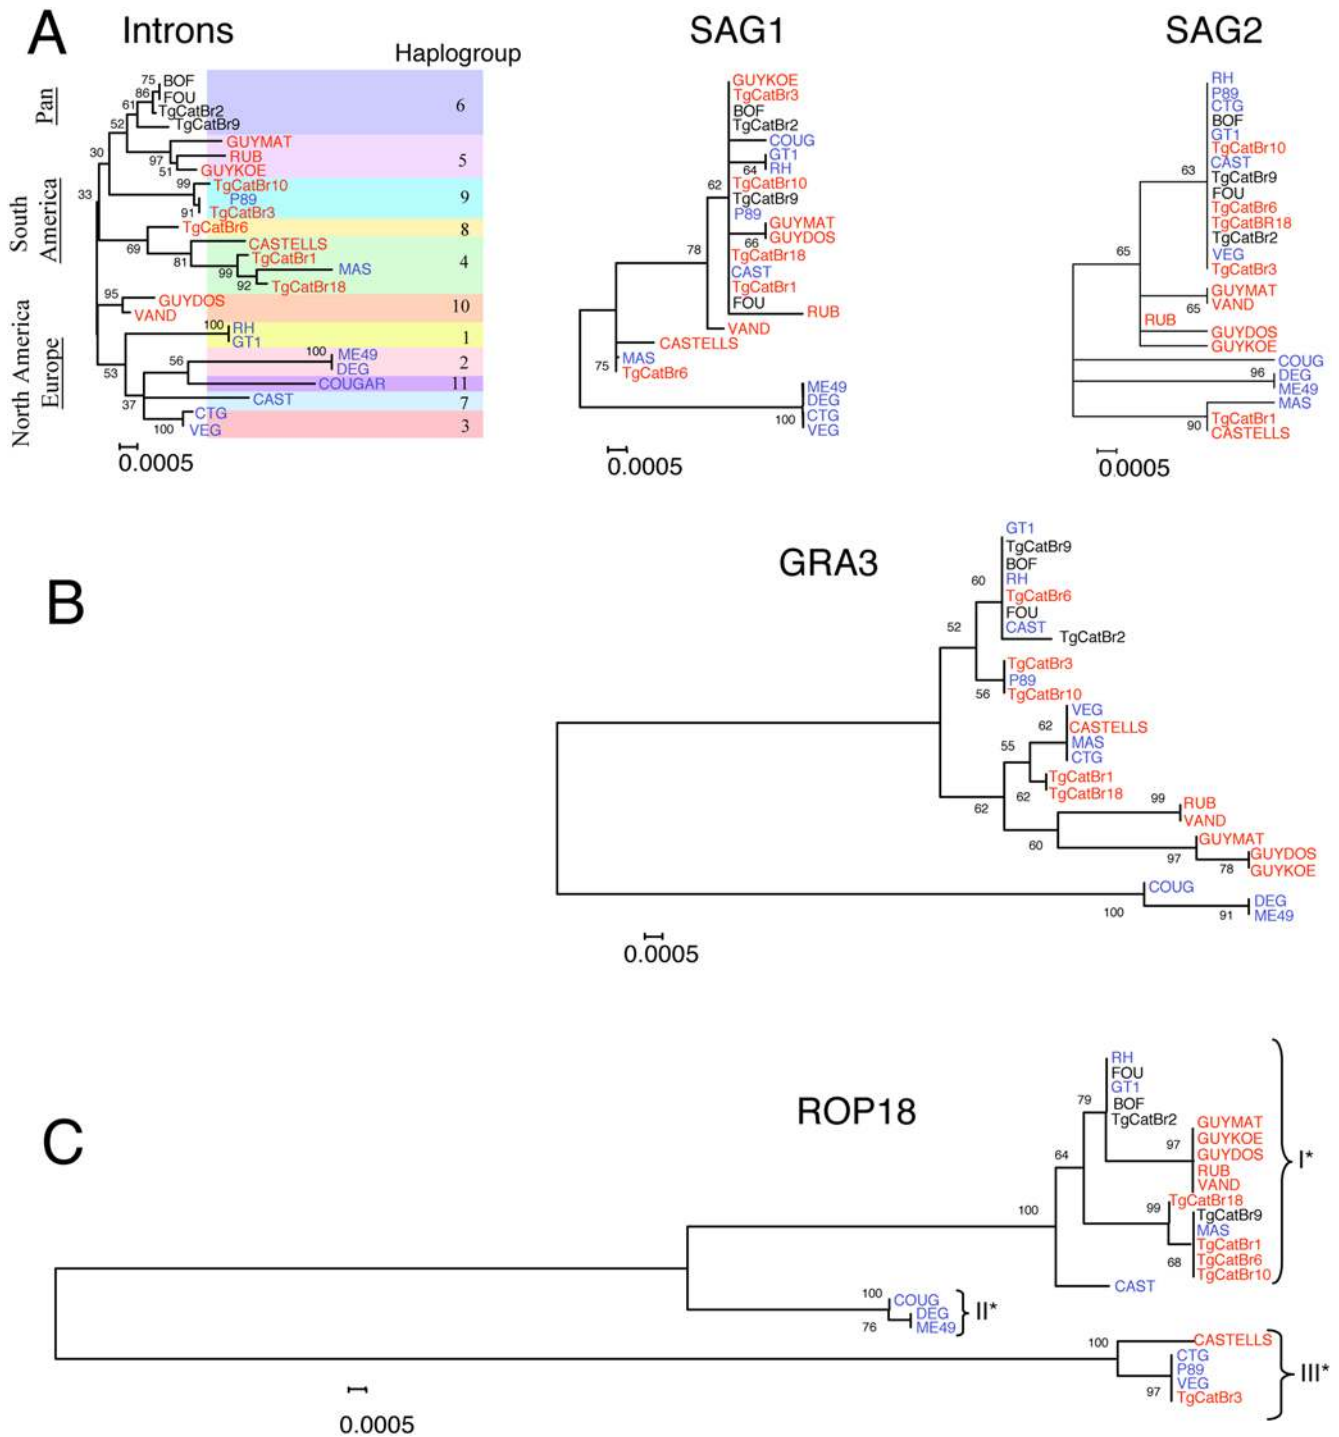 A
Introns
Haplogroup
Pan
South
America
North America
Europe
75
BOF
86
FOU
61
TgCatBr2
TgCatBr9
6
52
GUYMAT
30
97
RUB
51
GUYKOE
5
99
TgCatBr10
P89
33
91
TgCatBr3
9
TgCatBr6
8
69
CASTELLS
81
TgCatBr1
99
MAS
92
TgCatBr18
4
95
GUYDOS
VAND
10
100
RH
GT1
1
53
100
ME49
56
DEG
2
COUGAR
11
37
CAST
7
CTG
100
VEG
3
0.0005
SAG1
GUYKOE
TgCatBr3
BOF
TgCatBr2
COUG
GT1
64
RH
62
TgCatBr10
TgCatBr9
P89
GUYMAT
66
GUYDOS
78
TgCatBr18
CAST
TgCatBr1
FOU
RUB
VAND
CASTELLS
75
MAS
TgCatBr6
ME49
DEG
100
CTG
VEG
0.0005
SAG2
RH
P89
CTG
BOF
GT1
TgCatBr10
63
CAST
TgCatBr9
FOU
TgCatBr6
TgCatBR18
TgCatBr2
65
VEG
TgCatBr3
GUYMAT
65
VAND
RUB
GUYDOS
GUYKOE
COUG
96
DEG
ME49
MAS
90
TgCatBr1
CASTELLS
0.0005
B
GRA3
GT1
TgCatBr9
BOF
60
RH
TgCatBr6
FOU
52
CAST
TgCatBr2
TgCatBr3
P89
56
TgCatBr10
VEG
62
CASTELLS
55
MAS
CTG
TgCatBr1
62
62
TgCatBr18
99
RUB
VAND
60
GUYMAT
97
GUYDOS
78
GUYKOE
COUG
100
DEG
91
ME49
0.0005
C
ROP18
RH
FOU
GT1
79
BOF
TgCatBr2
GUYMAT
97
GUYKOE
64
GUYDOS
I*
RUB
VAND
TgCatBr18
100
99
TgCatBr9
MAS
TgCatBr1
68
TgCatBr6
TgCatBr10
CAST
100
COUG
DEG
II*
76
ME49
100
CASTELLS
CTG
P89
III*
97
VEG
TgCatBr3
0.0005